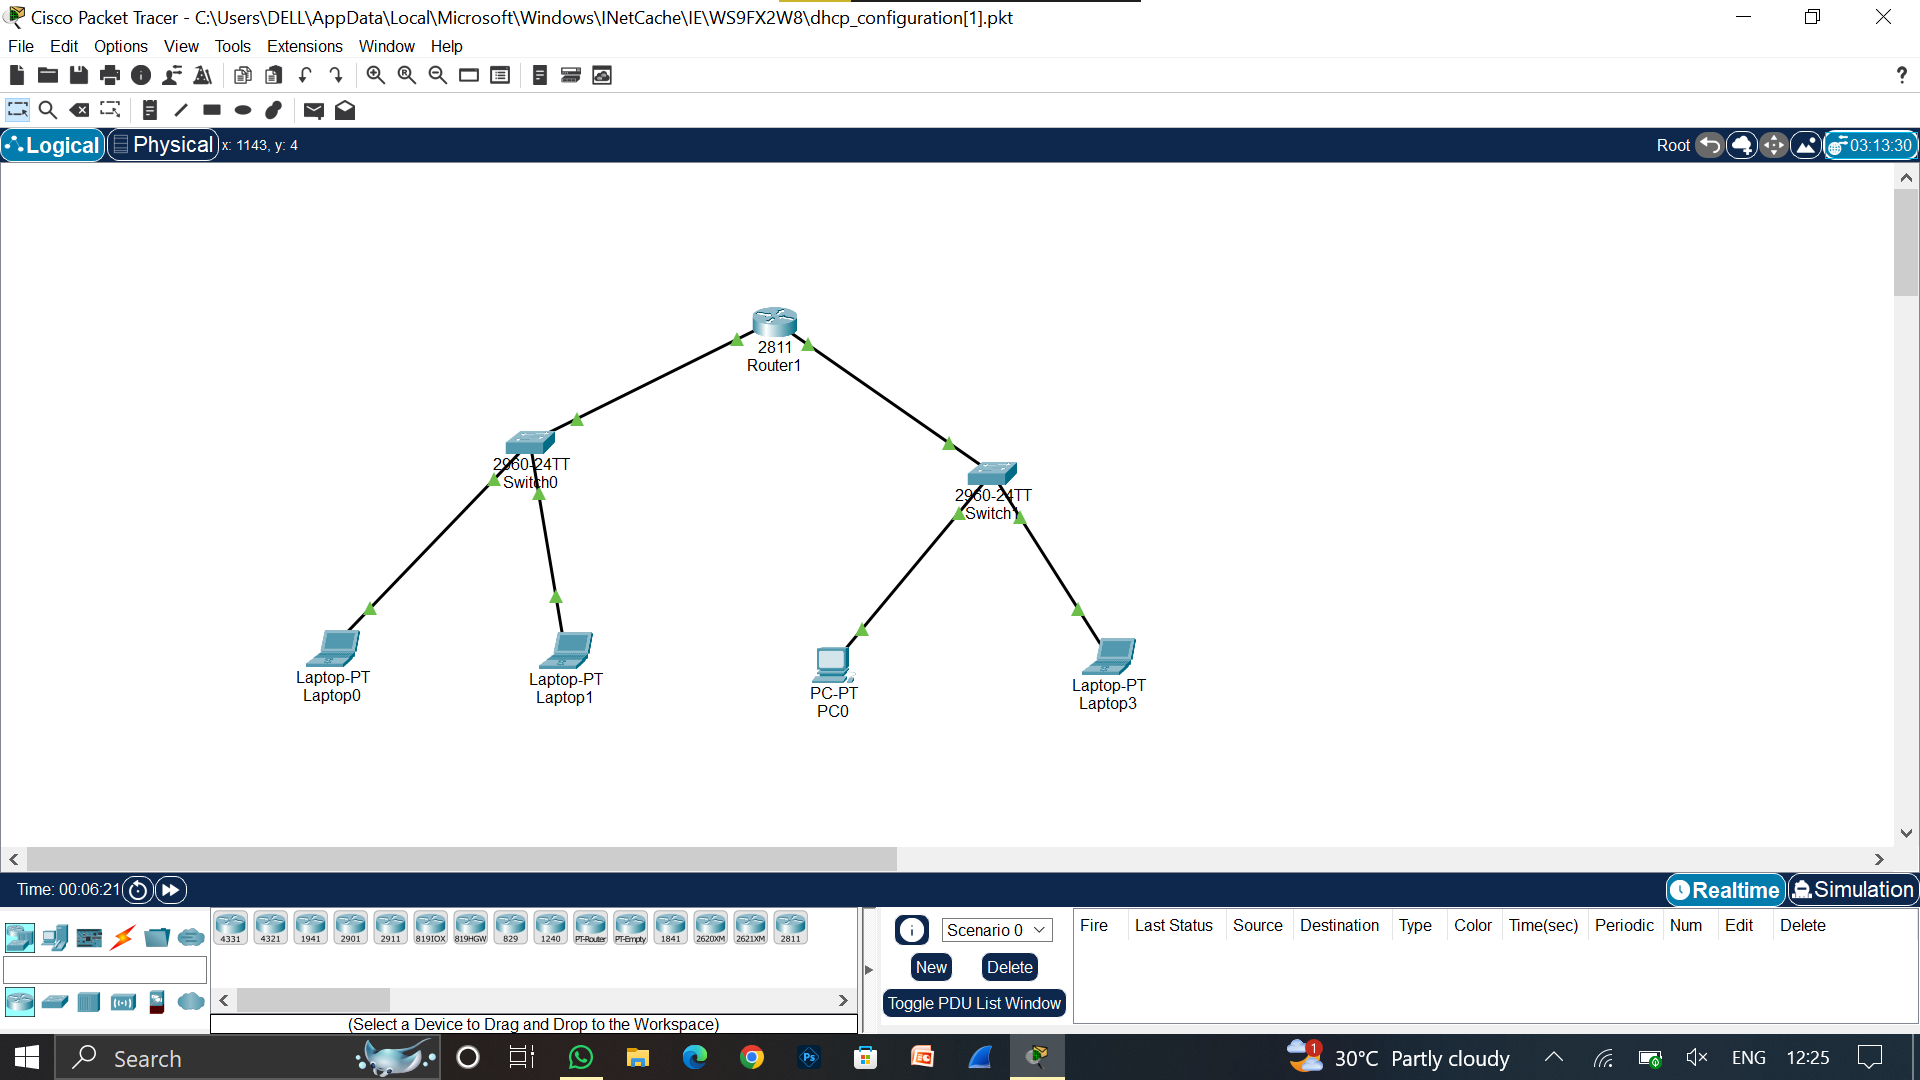 Cisco Packet Tracer - C:\Users\DELL\AppData\Local\Microsoft\Windows\INetCache\IE\WS9FX2W8\dhcp_configuration[1].pkt
File Edit Options View Tools Extensions Window Help
?
Logical Physical x: 1143, y: 4 Root 03:13:30
2811
Router1
2960-24TT
Switch0
2960-24TT
Switch1
Laptop-PT
Laptop0
Laptop-PT
Laptop1
PC-PT
PC0
Laptop-PT
Laptop3
Time: 00:06:21 Realtime Simulation
4331 4321 1941 2901 2911 819IOX 819HGW 829 1240 PT-Router PT-Empty 1841 2620XM 2621XM 2811
(Select a Device to Drag and Drop to the Workspace)
Scenario 0
New Delete
Toggle PDU List Window
Fire Last Status Source Destination Type Color Time(sec) Periodic Num Edit Delete
Search Ps 1 30°C Partly cloudy ENG 12:25